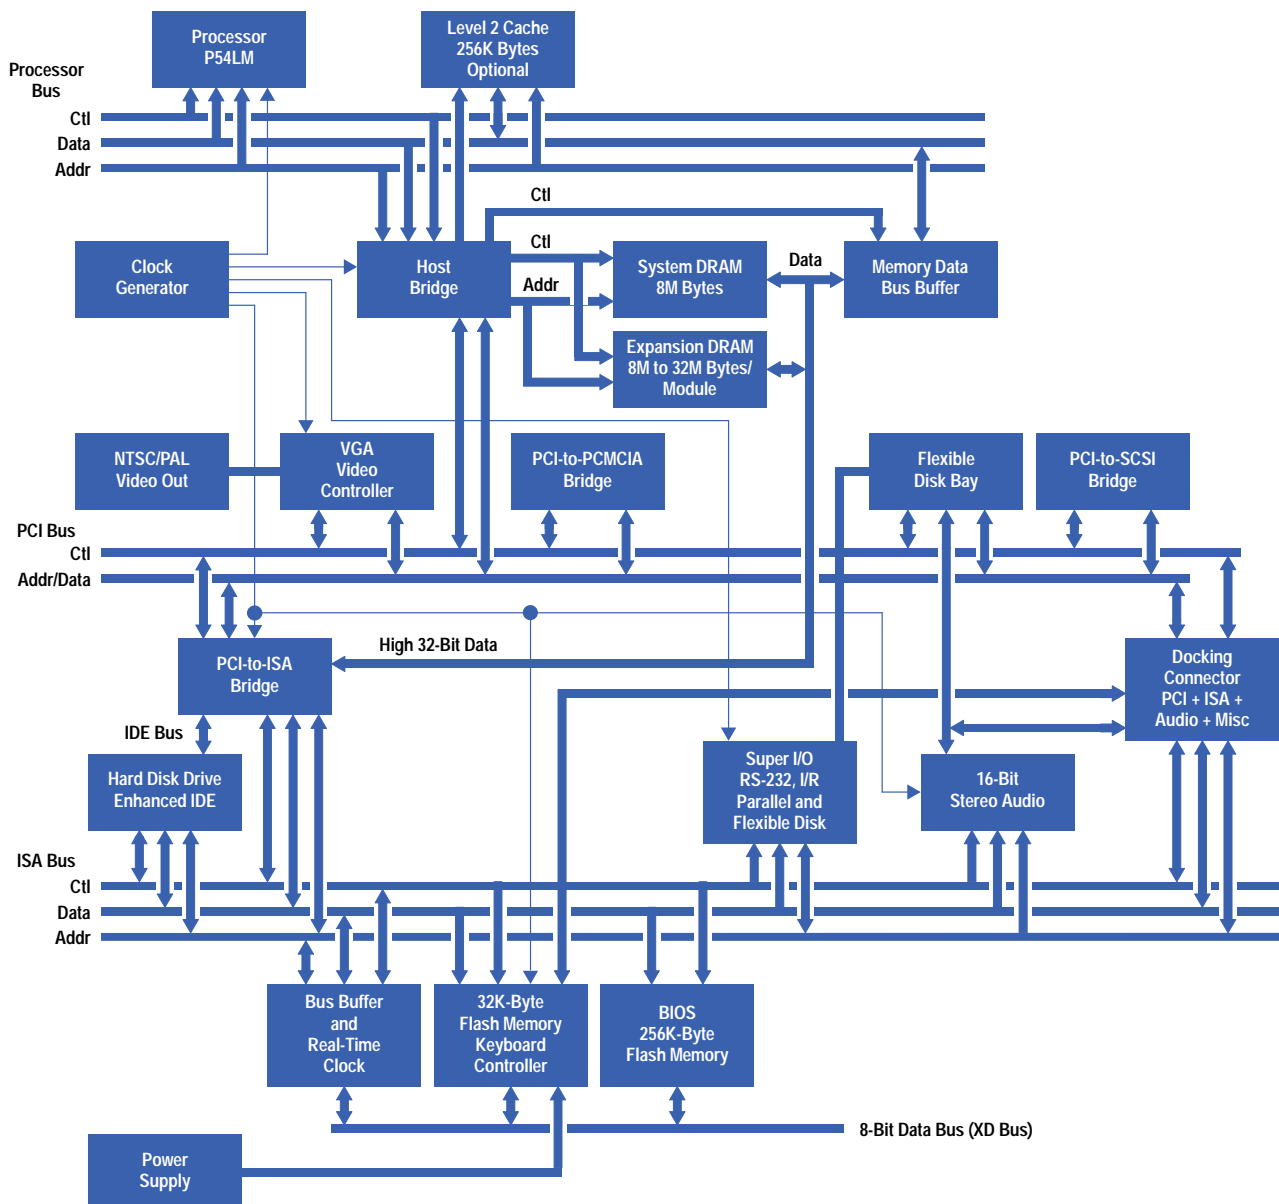 Processor
P54LM
Level 2 Cache
256K Bytes
Optional
Processor
Bus
Ctl
Data
Addr
Ctl
Clock
Generator
Host
Bridge
Ctl
Addr
System DRAM
8M Bytes
Data
Memory Data
Bus Buffer
Expansion DRAM
8M to 32M Bytes/
Module
NTSC/PAL
Video Out
VGA
Video
Controller
PCI-to-PCMCIA
Bridge
Flexible
Disk Bay
PCI-to-SCSI
Bridge
PCI Bus
Ctl
Addr/Data
PCI-to-ISA
Bridge
High 32-Bit Data
Docking
Connector
PCI + ISA +
Audio + Misc
IDE Bus
Hard Disk Drive
Enhanced IDE
Super I/O
RS-232, I/R
Parallel and
Flexible Disk
16-Bit
Stereo Audio
ISA Bus
Ctl
Data
Addr
Bus Buffer
and
Real-Time
Clock
32K-Byte
Flash Memory
Keyboard
Controller
BIOS
256K-Byte
Flash Memory
8-Bit Data Bus (XD Bus)
Power
Supply